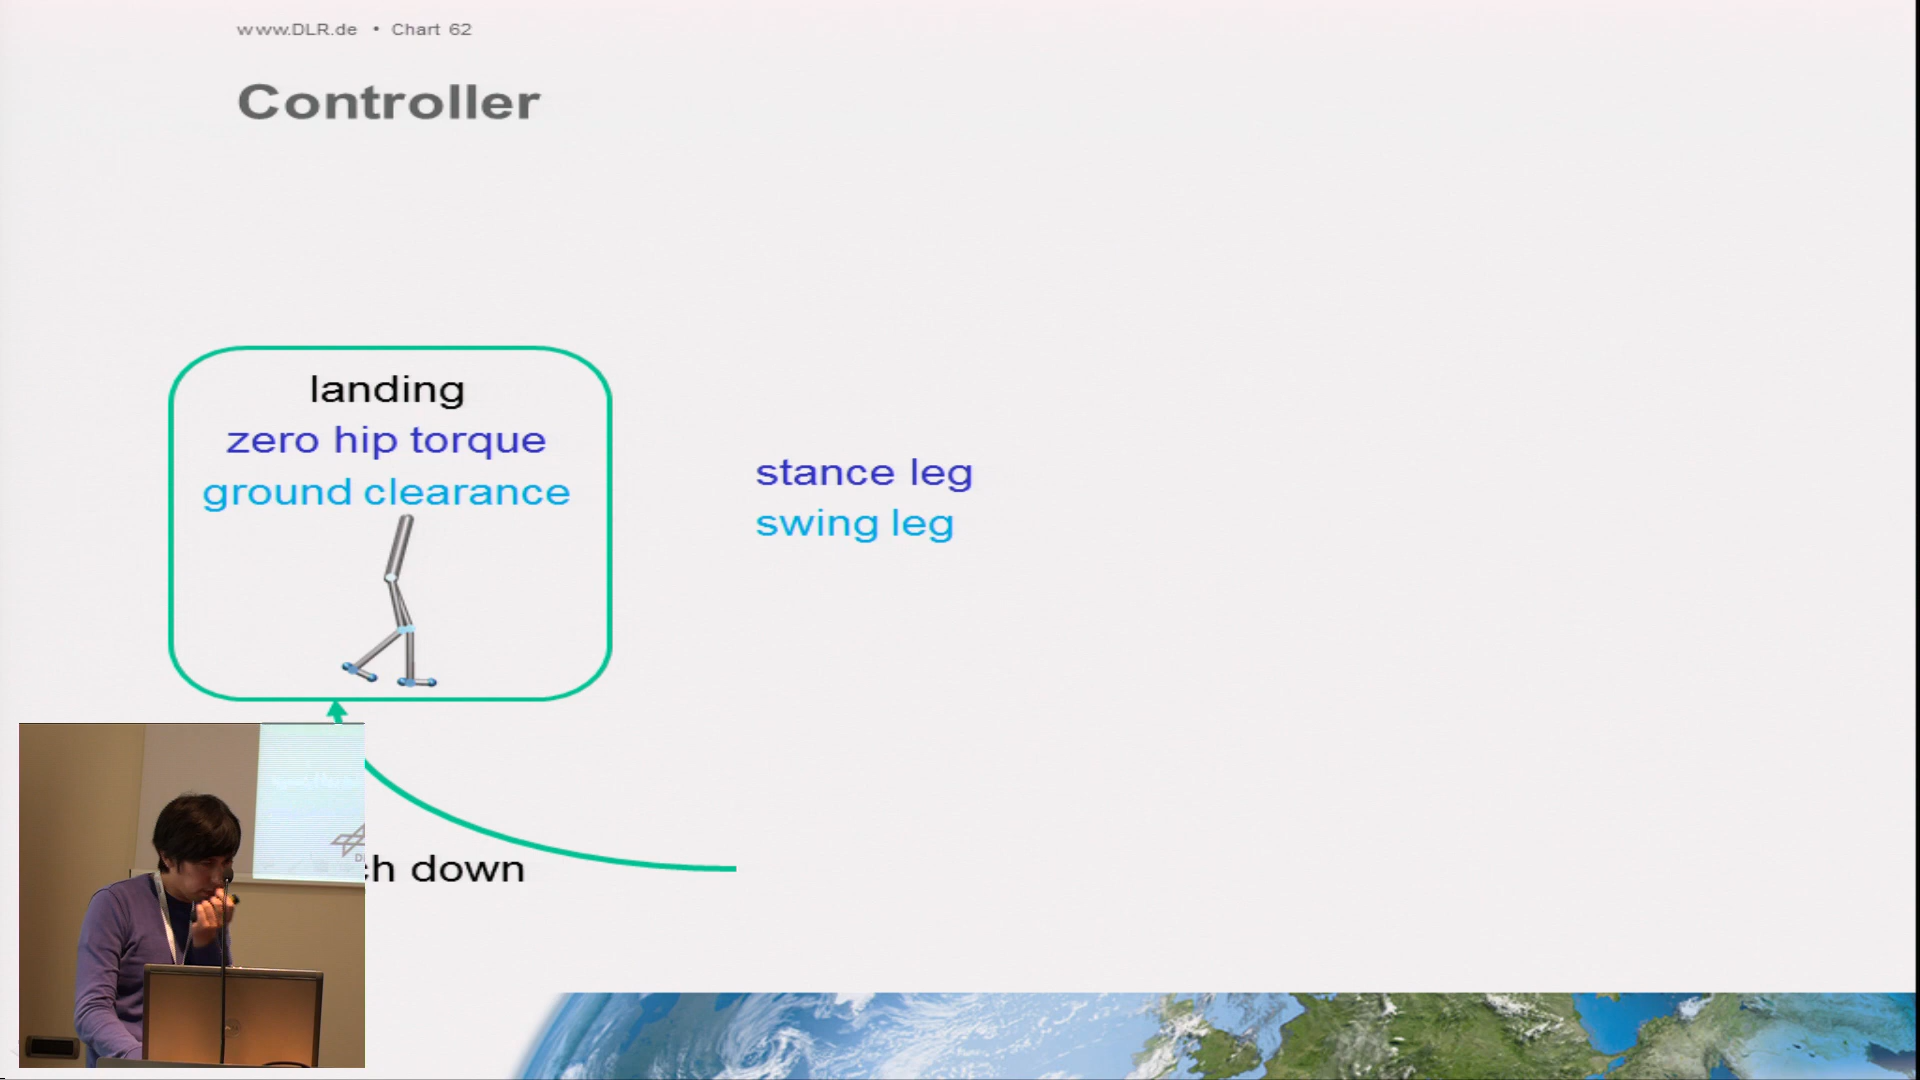 www.DLR.de • Chart 62
Controller
landing
zero hip torque
ground clearance
stance leg
swing leg
down